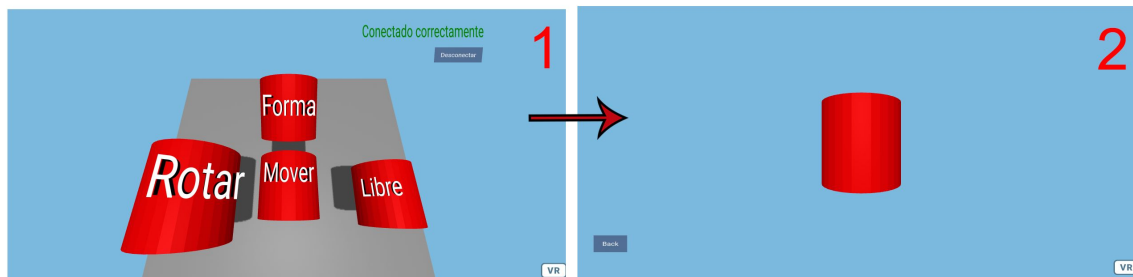 Conectado correctamente
Desconectar
1
Forma
Rotar
Mover
Libre
VR
2
Back
VR